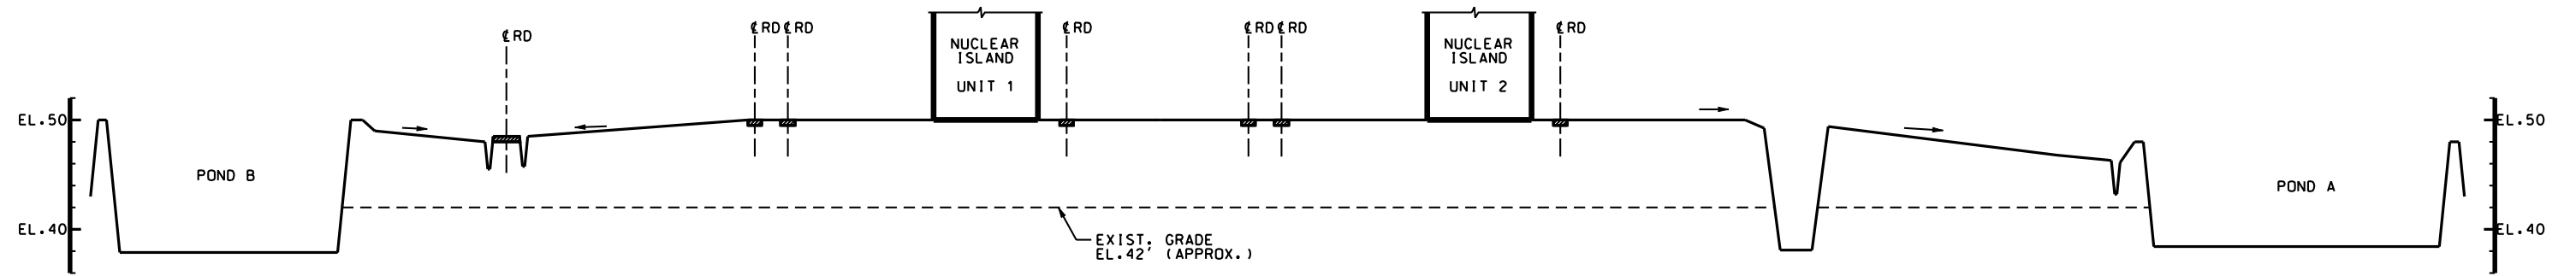 ℄ RD
℄ RD ℄ RD
NUCLEAR
ISLAND
UNIT 1
℄ RD
℄ RD ℄ RD
NUCLEAR
ISLAND
UNIT 2
℄ RD
EL.50
EL.50
POND B
POND A
EL.40
EL.40
EXIST. GRADE
EL.42' (APPROX.)